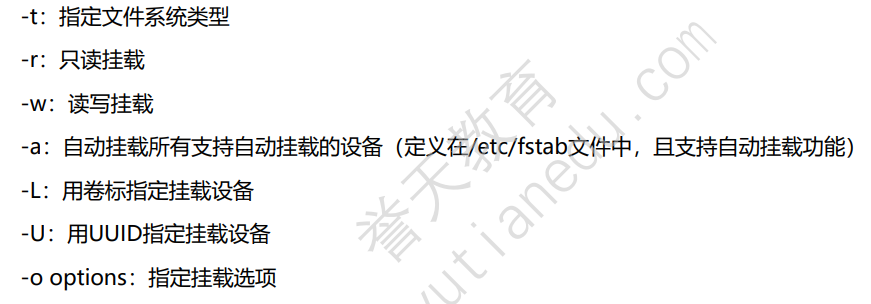 -t：指定文件系统类型
-r：只读挂载
-w：读写挂载
-a：自动挂载所有支持自动挂载的设备（定义在/etc/fstab文件中，且支持自动挂载功能）
-L：用卷标指定挂载设备
-U：用UUID指定挂载设备
-o options：指定挂载选项
誉天教育
yutianedu.com